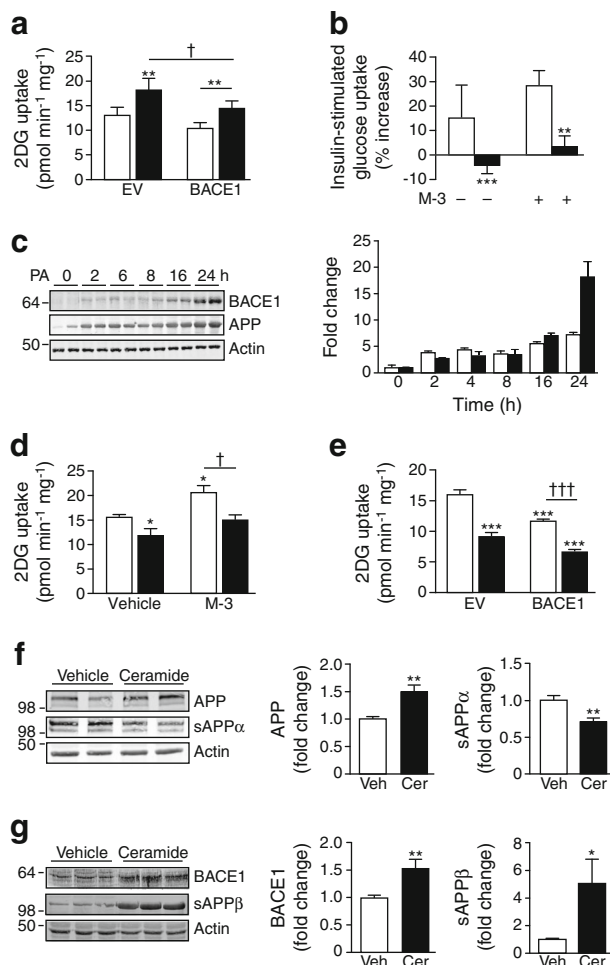 a
†
25
20
15
10
5
0
**
**
2DG uptake
(pmol min⁻¹ mg⁻¹)
EV BACE1
b
40
30
20
10
0
-10
Insulin-stimulated
glucose uptake
(% increase)
***
**
M-3 – – + +
c
PA 0 2 6 8 16 24 h
64
50
BACE1
APP
Actin
25
20
15
10
5
0
Fold change
0 2 4 8 16 24
Time (h)
d
25
20
15
10
5
0
2DG uptake
(pmol min⁻¹ mg⁻¹)
*
*
†
Vehicle M-3
e
20
15
10
5
0
2DG uptake
(pmol min⁻¹ mg⁻¹)
***
***
†††
***
EV BACE1
f
Vehicle Ceramide
98
98
50
APP
sAPPα
Actin
2.0
1.5
1.0
0.5
0
APP
(fold change)
**
Veh Cer
1.5
1.0
0.5
0
sAPPα
(fold change)
**
Veh Cer
g
Vehicle Ceramide
64
98
50
BACE1
sAPPβ
Actin
2.0
1.5
1.0
0.5
0
BACE1
(fold change)
**
Veh Cer
8
6
4
2
0
sAPPβ
(fold change)
*
Veh Cer